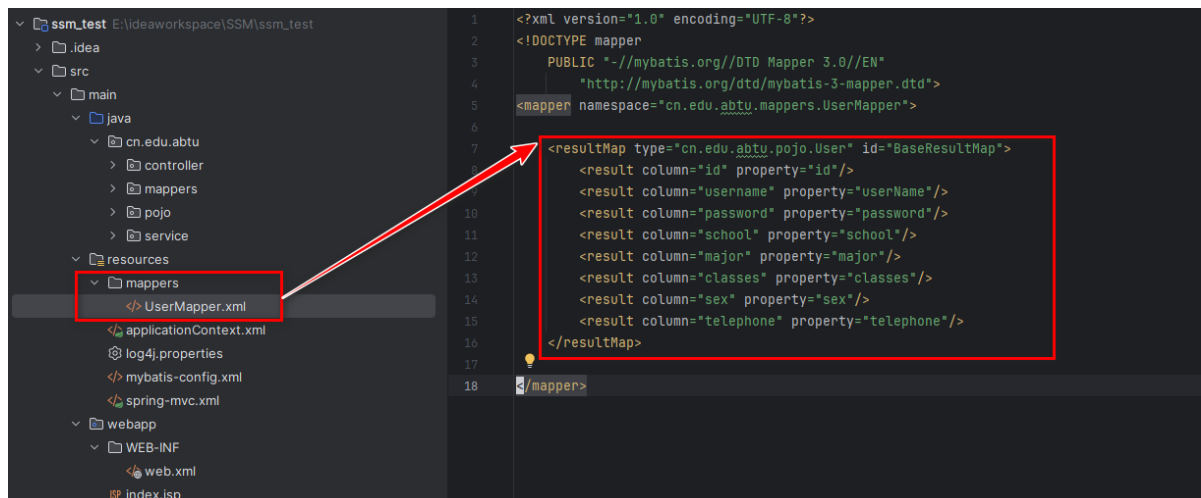 ssm_test E:\ideaworkspace\SSM\ssm_test
.idea
src
main
java
cn.edu.abtu
controller
mappers
pojo
service
resources
mappers
UserMapper.xml
applicationContext.xml
log4j.properties
mybatis-config.xml
spring-mvc.xml
webapp
WEB-INF
web.xml
JSP index.jsp
1 <?xml version="1.0" encoding="UTF-8"?>
2 <!DOCTYPE mapper
3 PUBLIC "-//mybatis.org//DTD Mapper 3.0//EN"
4 "http://mybatis.org/dtd/mybatis-3-mapper.dtd">
5 <mapper namespace="cn.edu.abtu.mappers.UserMapper">
6
7 <resultMap type="cn.edu.abtu.pojo.User" id="BaseResultMap">
8 <result column="id" property="id"/>
9 <result column="username" property="userName"/>
10 <result column="password" property="password"/>
11 <result column="school" property="school"/>
12 <result column="major" property="major"/>
13 <result column="classes" property="classes"/>
14 <result column="sex" property="sex"/>
15 <result column="telephone" property="telephone"/>
16 </resultMap>
17
18 </mapper>